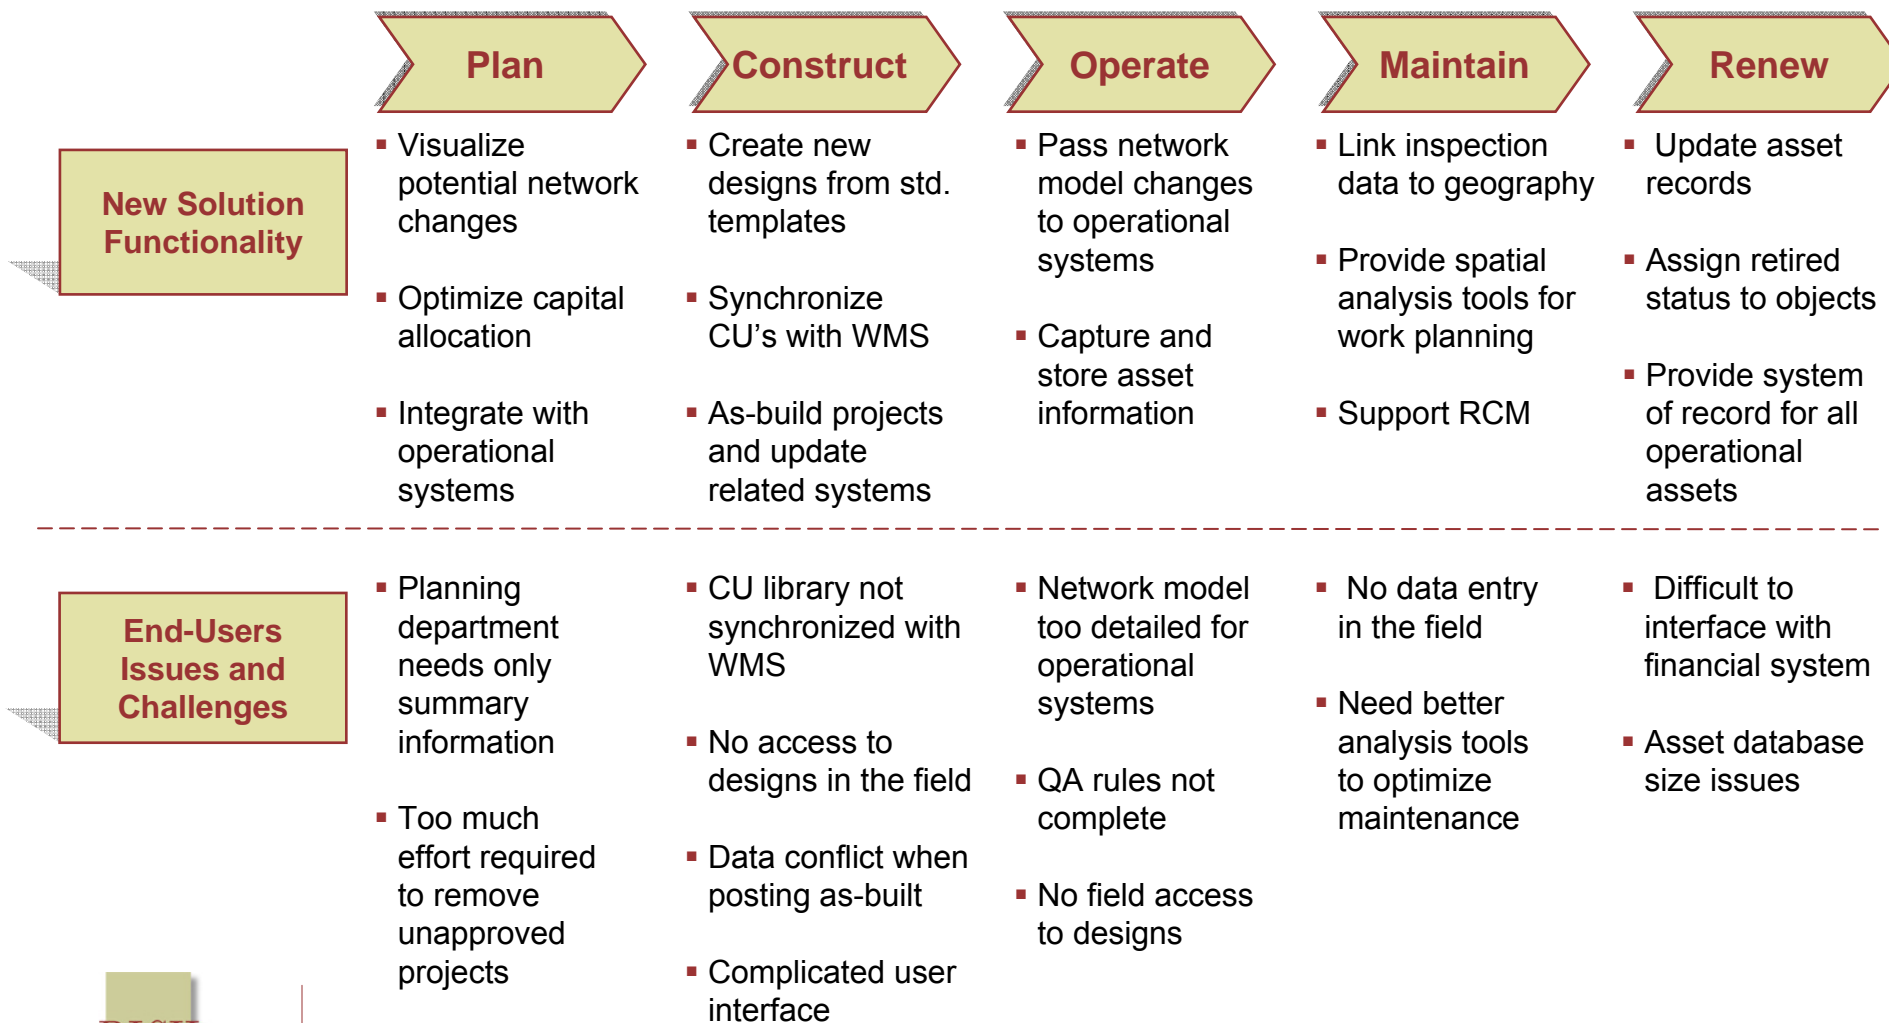 Plan
Construct
Operate
Maintain
Renew
New Solution
Functionality
▪ Visualize
potential network
changes
▪ Optimize capital
allocation
▪ Integrate with
operational
systems
▪ Create new
designs from std.
templates
▪ Synchronize
CU's with WMS
▪ As-build projects
and update
related systems
▪ Pass network
model changes
to operational
systems
▪ Capture and
store asset
information
▪ Link inspection
data to geography
▪ Provide spatial
analysis tools for
work planning
▪ Support RCM
▪ Update asset
records
▪ Assign retired
status to objects
▪ Provide system
of record for all
operational
assets
End-Users
Issues and
Challenges
▪ Planning
department
needs only
summary
information
▪ Too much
effort required
to remove
unapproved
projects
▪ CU library not
synchronized with
WMS
▪ No access to
designs in the field
▪ Data conflict when
posting as-built
▪ Complicated user
interface
▪ Network model
too detailed for
operational
systems
▪ QA rules not
complete
▪ No field access
to designs
▪ No data entry
in the field
▪ Need better
analysis tools
to optimize
maintenance
▪ Difficult to
interface with
financial system
▪ Asset database
size issues